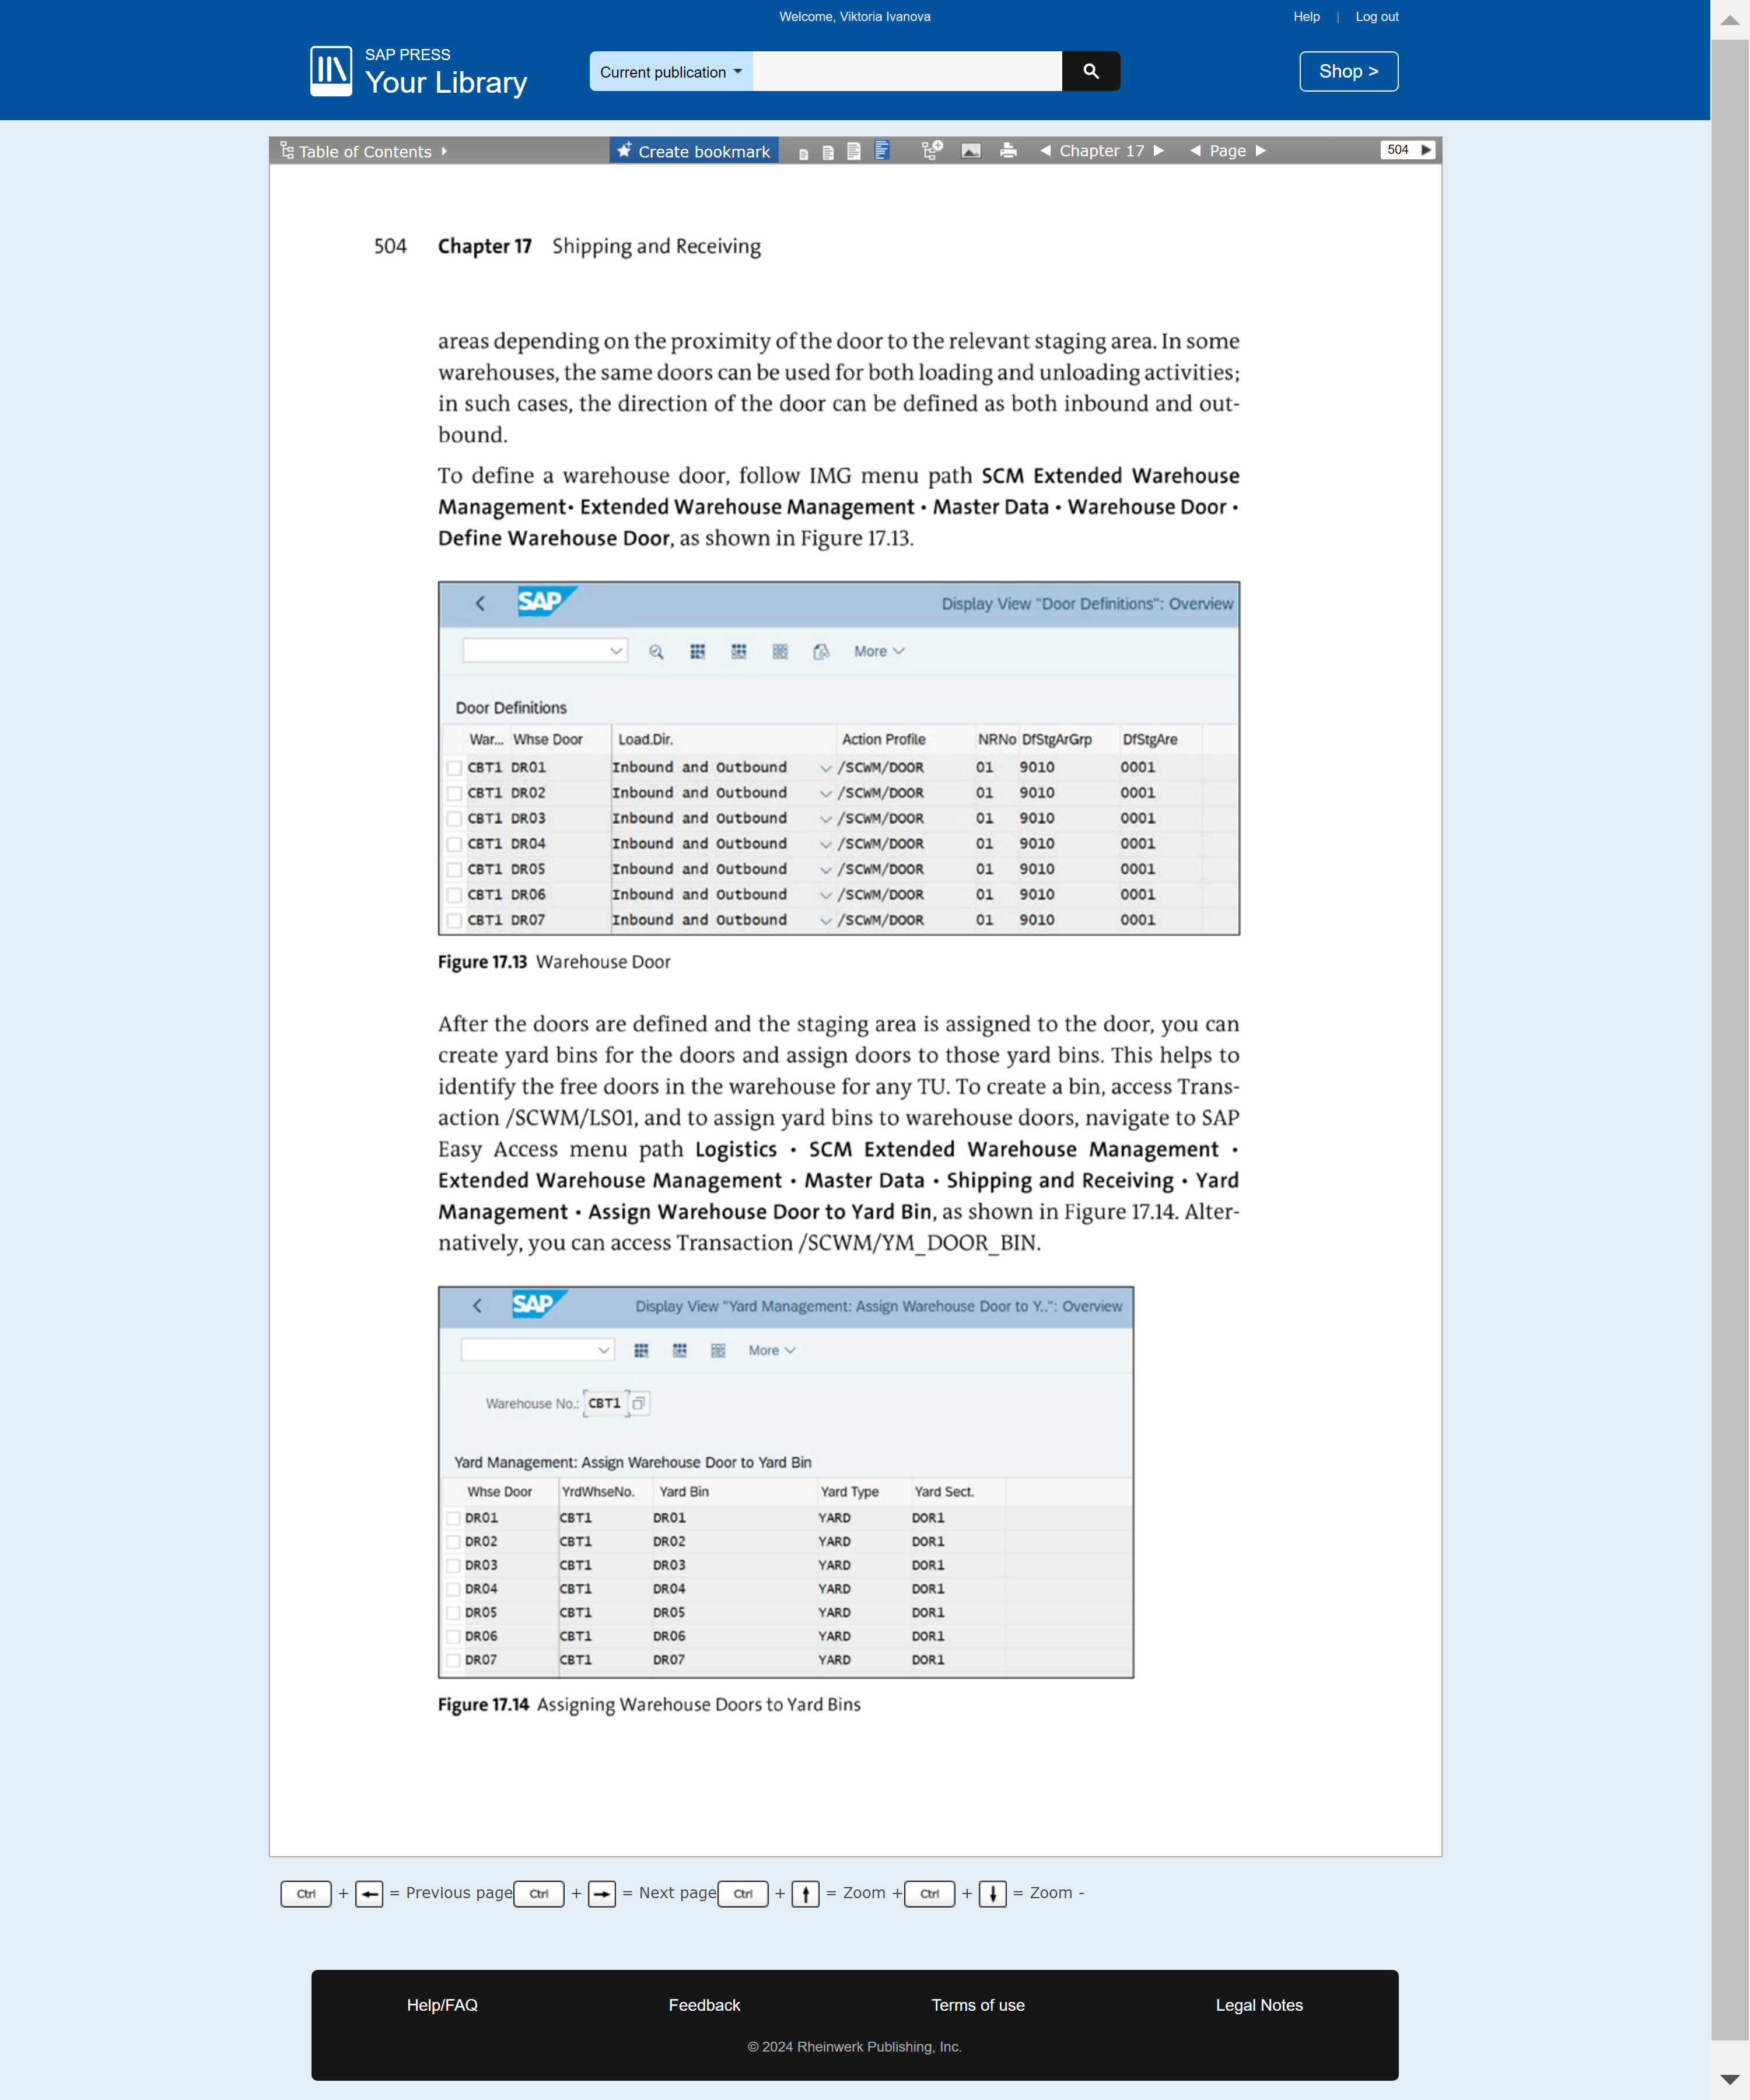 Welcome, Viktoria Ivanova
Help | Log out
SAP PRESS
Your Library
Current publication
Shop >
Table of Contents
Create bookmark
Chapter 17
Page
504
504 Chapter 17 Shipping and Receiving
areas depending on the proximity of the door to the relevant staging area. In some
warehouses, the same doors can be used for both loading and unloading activities;
in such cases, the direction of the door can be defined as both inbound and out-
bound.
To define a warehouse door, follow IMG menu path SCM Extended Warehouse
Management• Extended Warehouse Management • Master Data • Warehouse Door •
Define Warehouse Door, as shown in Figure 17.13.
SAP
Display View "Door Definitions": Overview
More
Door Definitions
War... Whse Door Load.Dir. Action Profile NRNo DfStgArGrp DfStgAre
CBT1 DR01 Inbound and Outbound /SCWM/DOOR 01 9010 0001
CBT1 DR02 Inbound and Outbound /SCWM/DOOR 01 9010 0001
CBT1 DR03 Inbound and Outbound /SCWM/DOOR 01 9010 0001
CBT1 DR04 Inbound and Outbound /SCWM/DOOR 01 9010 0001
CBT1 DR05 Inbound and Outbound /SCWM/DOOR 01 9010 0001
CBT1 DR06 Inbound and Outbound /SCWM/DOOR 01 9010 0001
CBT1 DR07 Inbound and Outbound /SCWM/DOOR 01 9010 0001
Figure 17.13 Warehouse Door
After the doors are defined and the staging area is assigned to the door, you can
create yard bins for the doors and assign doors to those yard bins. This helps to
identify the free doors in the warehouse for any TU. To create a bin, access Trans-
action /SCWM/LS01, and to assign yard bins to warehouse doors, navigate to SAP
Easy Access menu path Logistics • SCM Extended Warehouse Management •
Extended Warehouse Management • Master Data • Shipping and Receiving • Yard
Management • Assign Warehouse Door to Yard Bin, as shown in Figure 17.14. Alter-
natively, you can access Transaction /SCWM/YM_DOOR_BIN.
SAP
Display View "Yard Management: Assign Warehouse Door to Y..": Overview
More
Warehouse No.: CBT1
Yard Management: Assign Warehouse Door to Yard Bin
Whse Door YrdWhseNo. Yard Bin Yard Type Yard Sect.
DR01 CBT1 DR01 YARD DOR1
DR02 CBT1 DR02 YARD DOR1
DR03 CBT1 DR03 YARD DOR1
DR04 CBT1 DR04 YARD DOR1
DR05 CBT1 DR05 YARD DOR1
DR06 CBT1 DR06 YARD DOR1
DR07 CBT1 DR07 YARD DOR1
Figure 17.14 Assigning Warehouse Doors to Yard Bins
Ctrl + ← = Previous page Ctrl + → = Next page Ctrl + ↑ = Zoom + Ctrl + ↓ = Zoom -
Help/FAQ Feedback Terms of use Legal Notes
© 2024 Rheinwerk Publishing, Inc.